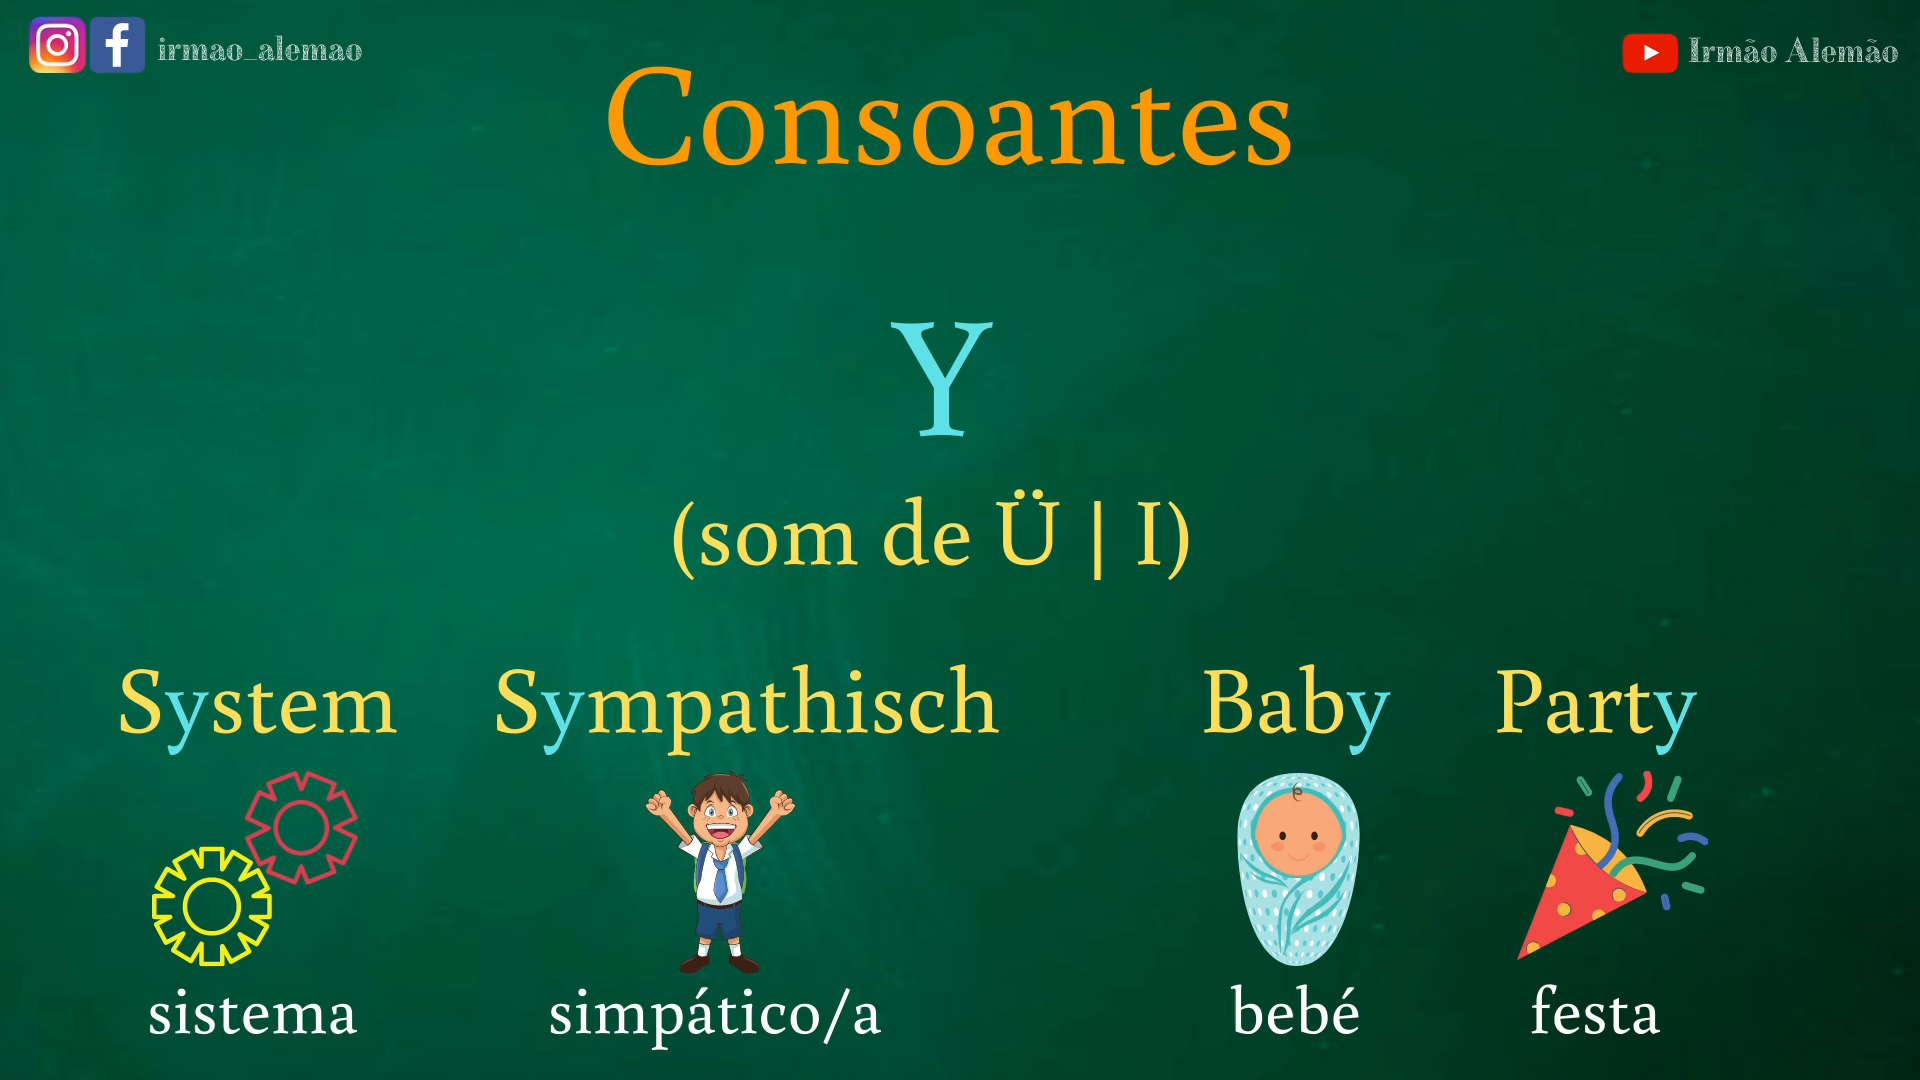 irmao_alemao
Irmão Alemão
Consoantes
Y
(som de Ü | I)
System Sympathisch Baby Party
sistema simpático/a bebé festa